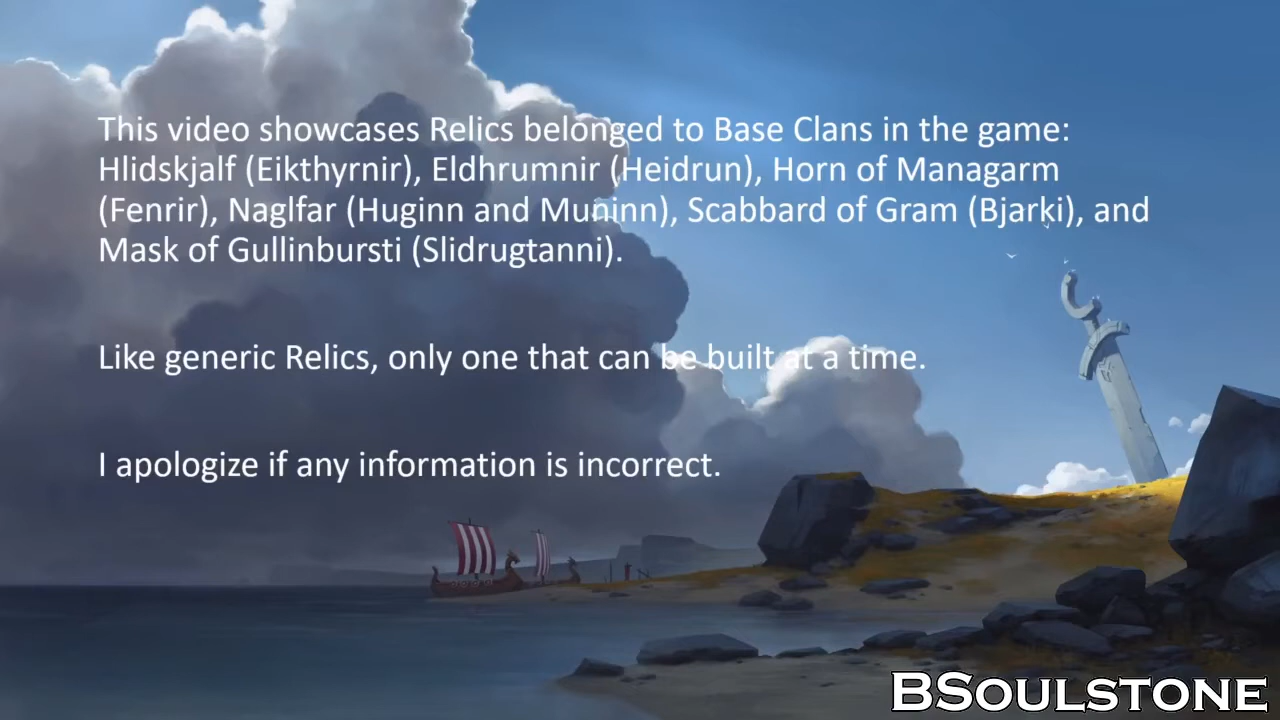 This video showcases Relics belonged to Base Clans in the game:
Hlidskjalf (Eikthyrnir), Eldhrumnir (Heidrun), Horn of Managarm
(Fenrir), Naglfar (Huginn and Muninn), Scabbard of Gram (Bjarki), and
Mask of Gullinbursti (Slidrugtanni).
Like generic Relics, only one that can be built at a time.
I apologize if any information is incorrect.
BSOULSTONE